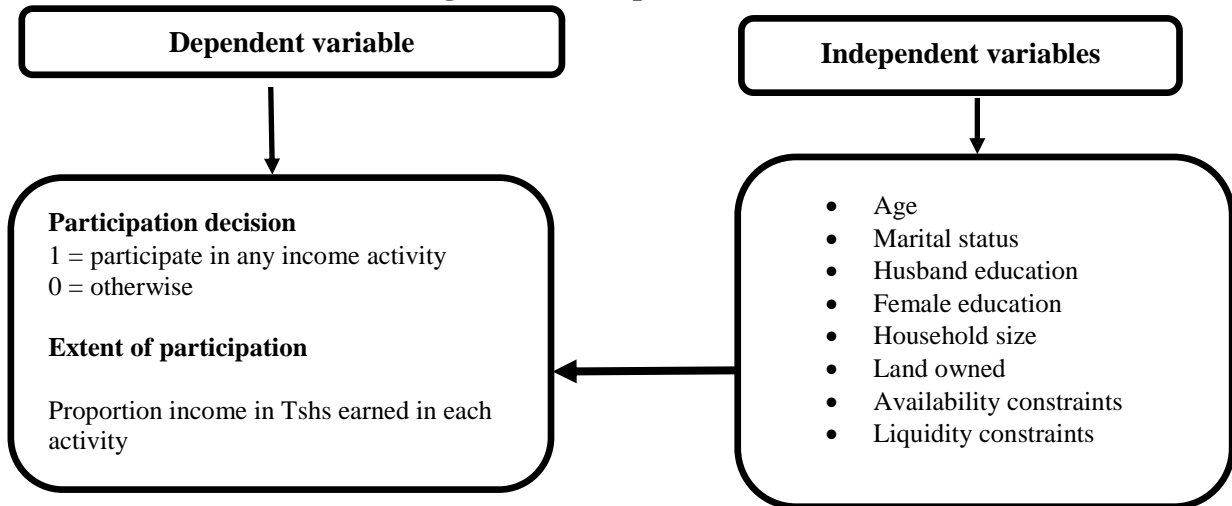 Dependent variable
Independent variables
Participation decision
1 = participate in any income activity
0 = otherwise
Extent of participation
Proportion income in Tshs earned in each
activity
• Age
• Marital status
• Husband education
• Female education
• Household size
• Land owned
• Availability constraints
• Liquidity constraints